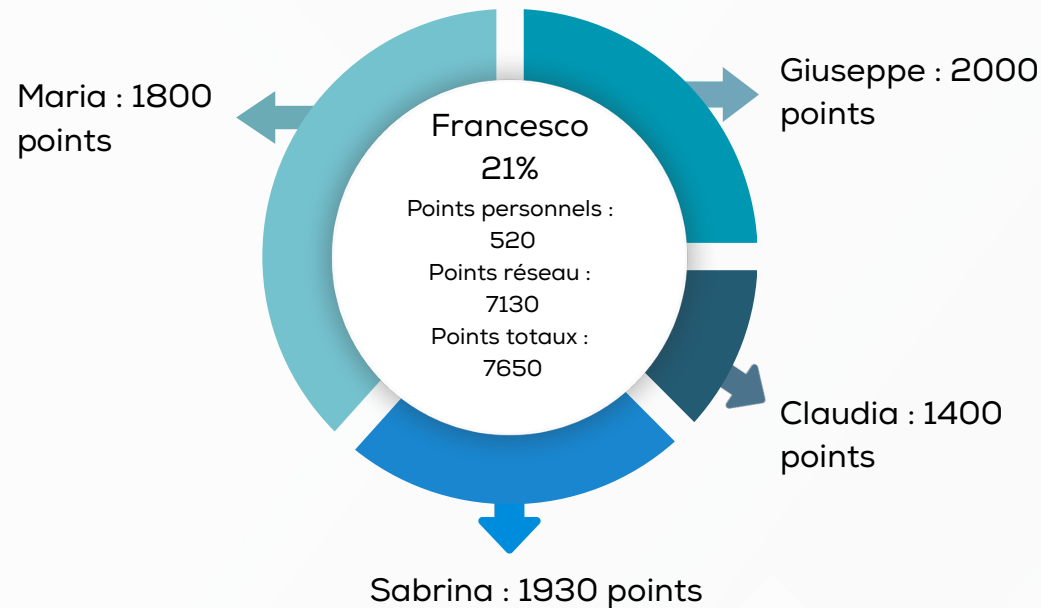 Maria : 1800
points
Francesco
21%
Points personnels :
520
Points réseau :
7130
Points totaux :
7650
Giuseppe : 2000
points
Claudia : 1400
points
Sabrina : 1930 points